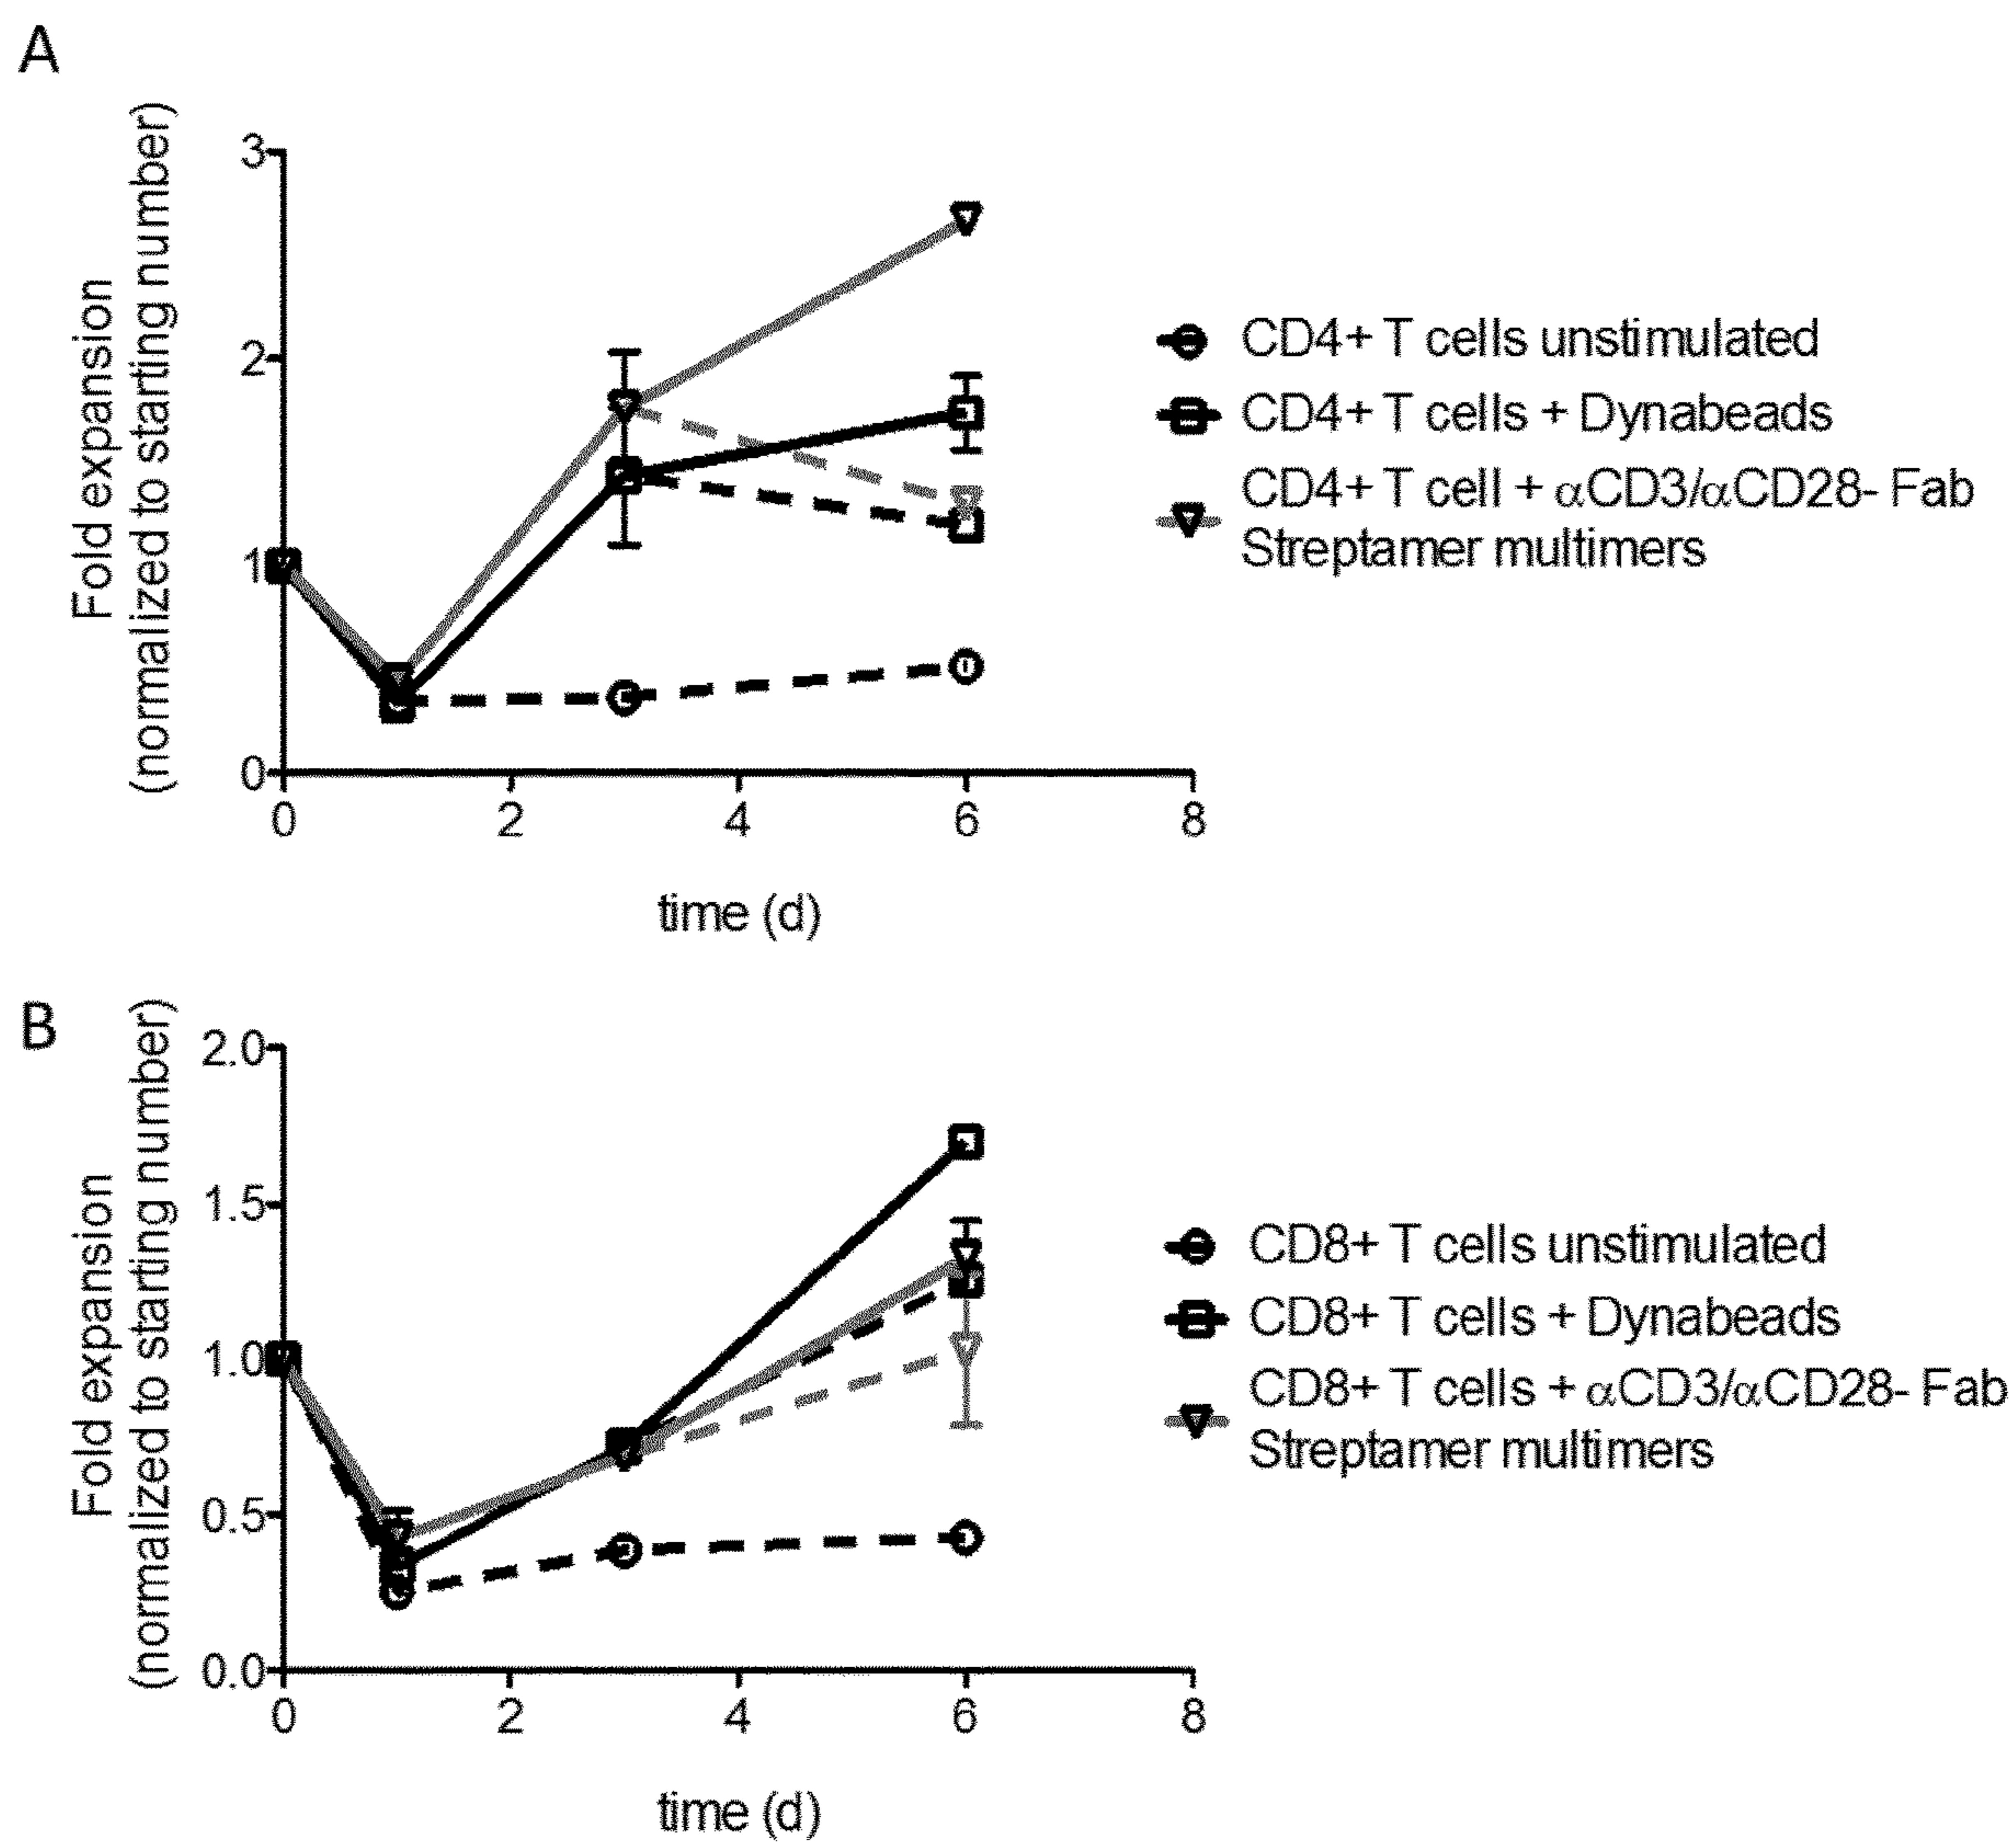 A
Fold expansion
(normalized to starting number)
3
2
1
0
0 2 4 6 8
time (d)
CD4+ T cells unstimulated
CD4+ T cells + Dynabeads
CD4+ T cell + αCD3/αCD28- Fab
Streptamer multimers
B
Fold expansion
(normalized to starting number)
2.0
1.5
1.0
0.5
0.0
0 2 4 6 8
time (d)
CD8+ T cells unstimulated
CD8+ T cells + Dynabeads
CD8+ T cells + αCD3/αCD28- Fab
Streptamer multimers